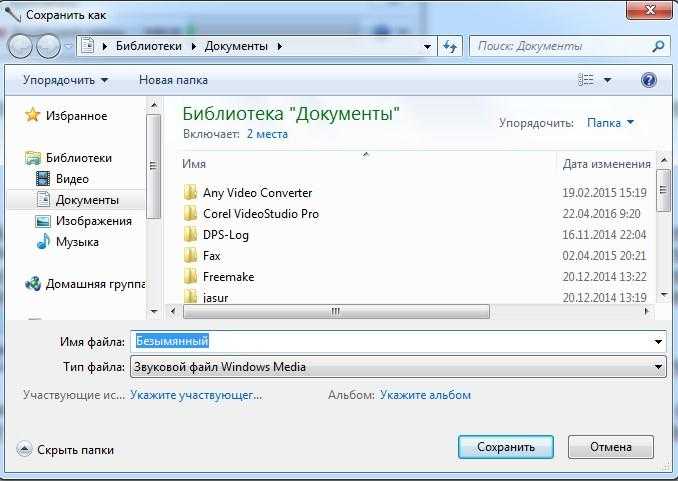 Сохранить как
Библиотеки Документы Поиск: Документы
Упорядочить Новая папка
Избранное
Библиотеки
Видео
Документы
Изображения
Музыка
Домашняя группа
Библиотека "Документы"
Включает: 2 места
Упорядочить: Папка
Имя Дата изменения
Any Video Converter 19.02.2015 15:19
Corel VideoStudio Pro 22.04.2016 9:20
DPS-Log 16.11.2014 22:04
Fax 02.04.2015 20:21
Freemake 20.12.2014 13:22
jasur 20.12.2014 13:19
Имя файла: Безымянный
Тип файла: Звуковой файл Windows Media
Участвующие ис... Укажите участвующег... Альбом: Укажите альбом
Скрыть папки Сохранить Отмена